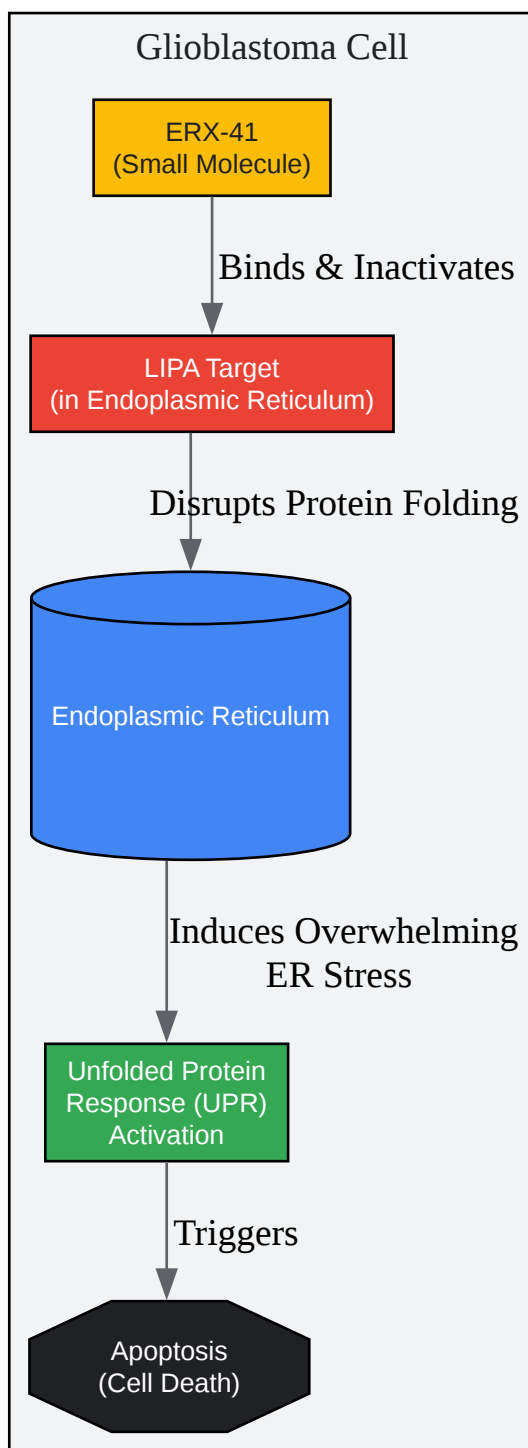 Glioblastoma Cell
ERX-41
(Small Molecule)
Binds & Inactivates
LIPA Target
(in Endoplasmic Reticulum)
Disrupts Protein Folding
Endoplasmic Reticulum
Induces Overwhelming
ER Stress
Unfolded Protein
Response (UPR)
Activation
Triggers
Apoptosis
(Cell Death)